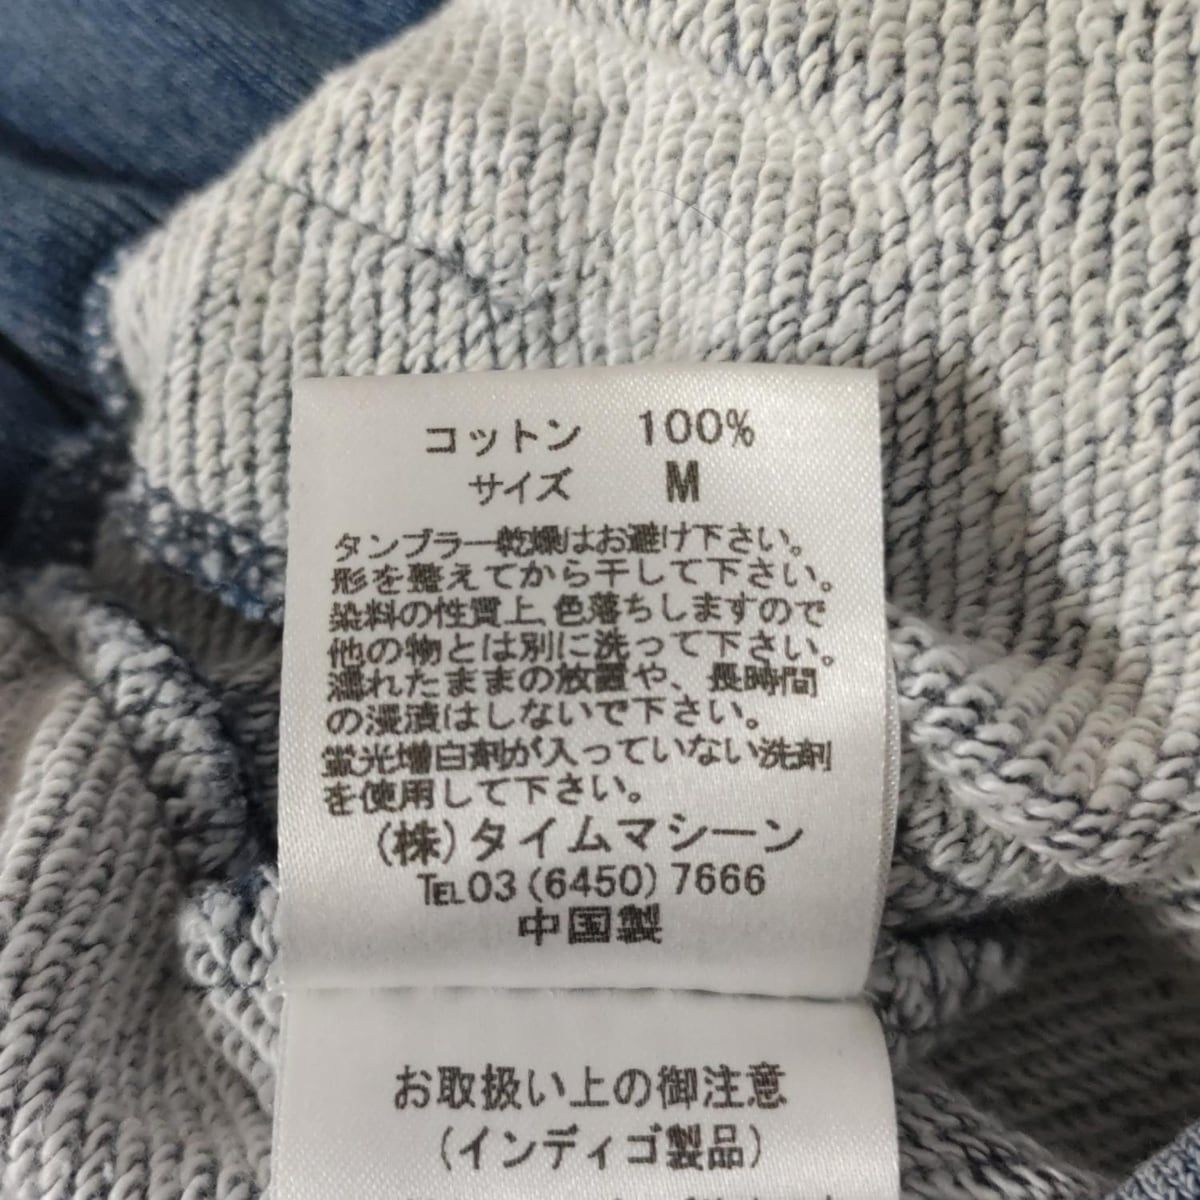 コットン 100%
サイズ M
タンブラー乾燥はお避け下さい。
形を整えてから干して下さい。
染料の性質上、色落ちしますので
他の物とは別に洗って下さい。
濡れたままの放置や、長時間
の浸漬はしないで下さい。
蛍光増白剤が入っていない洗剤
を使用して下さい。
(株)タイムマシーン
TEL03(6450)7666
中国製
お取扱い上の御注意
(インディゴ製品)